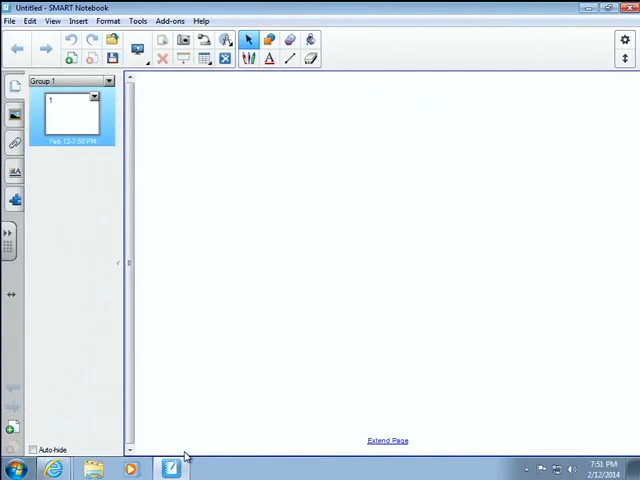 Untitled - SMART Notebook
File Edit View Insert Format Tools Add-ons Help
Group 1
1
Feb 12-7:50 PM
Extend Page
Auto-hide
7:51 PM
2/12/2014